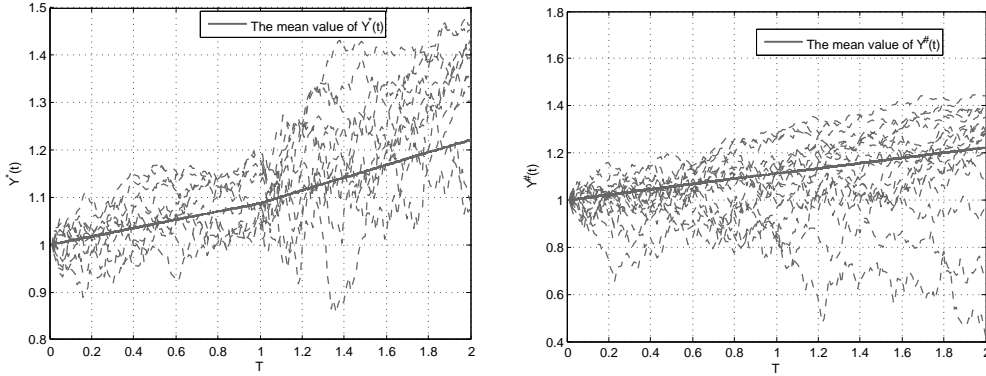 1.5
The mean value of Y*(t)
1.4
1.3
1.2
Y*(t)
1.1
1
0.9
0.8
0 0.2 0.4 0.6 0.8 1 1.2 1.4 1.6 1.8 2
T
1.8
The mean value of Y#(t)
1.6
1.4
1.2
Y#(t)
1
0.8
0.6
0.4
0 0.2 0.4 0.6 0.8 1 1.2 1.4 1.6 1.8 2
T